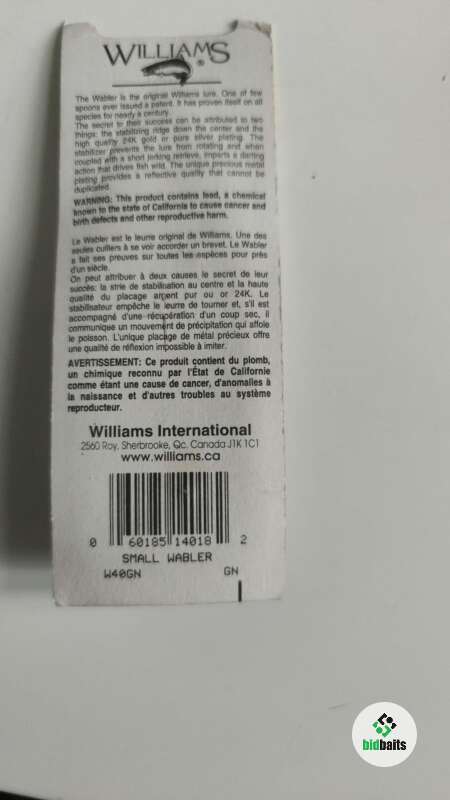 WILLIAMS
®
The Wabler is the original Williams lure. One of few
spoons ever issued a patent. It has proven itself on all
species for nearly a century.
The secret to their success can be attributed to two
things: the stabilizing ridge down the center and the
high quality 24K gold or pure silver plating. The
stabilizer prevents the lure from rotating and when
coupled with a short jerking retrieve, imparts a darting
action that drives fish wild. The unique precious metal
plating provides a reflective quality that cannot be
duplicated.
WARNING: This product contains lead, a chemical
known to the state of California to cause cancer and
birth defects and other reproductive harm.
Le Wabler est le leurre original de Williams. Une des
seules cuillers à se voir accorder un brevet. Le Wabler
a fait ses preuves sur toutes les espèces pour près
d'un siècle.
On peut attribuer à deux causes le secret de leur
succès: la strie de stabilisation au centre et la haute
qualité du placage argent pur ou or 24K. Le
stabilisateur empêche le leurre de tourner et, s'il est
accompagné d'une récupération d'un coup sec, il
communique un mouvement de précipitation qui affole
le poisson. L'unique placage de métal précieux offre
une qualité de réflexion impossible à imiter.
AVERTISSEMENT: Ce produit contient du plomb,
un chimique reconnu par l'État de Californie
comme étant une cause de cancer, d'anomalies à
la naissance et d'autres troubles au système
reproducteur.
Williams International
2560 Roy, Sherbrooke, Qc, Canada J1K 1C1
www.williams.ca
0 60185 14018 2
SMALL WABLER
W40GN GN
bidbaits